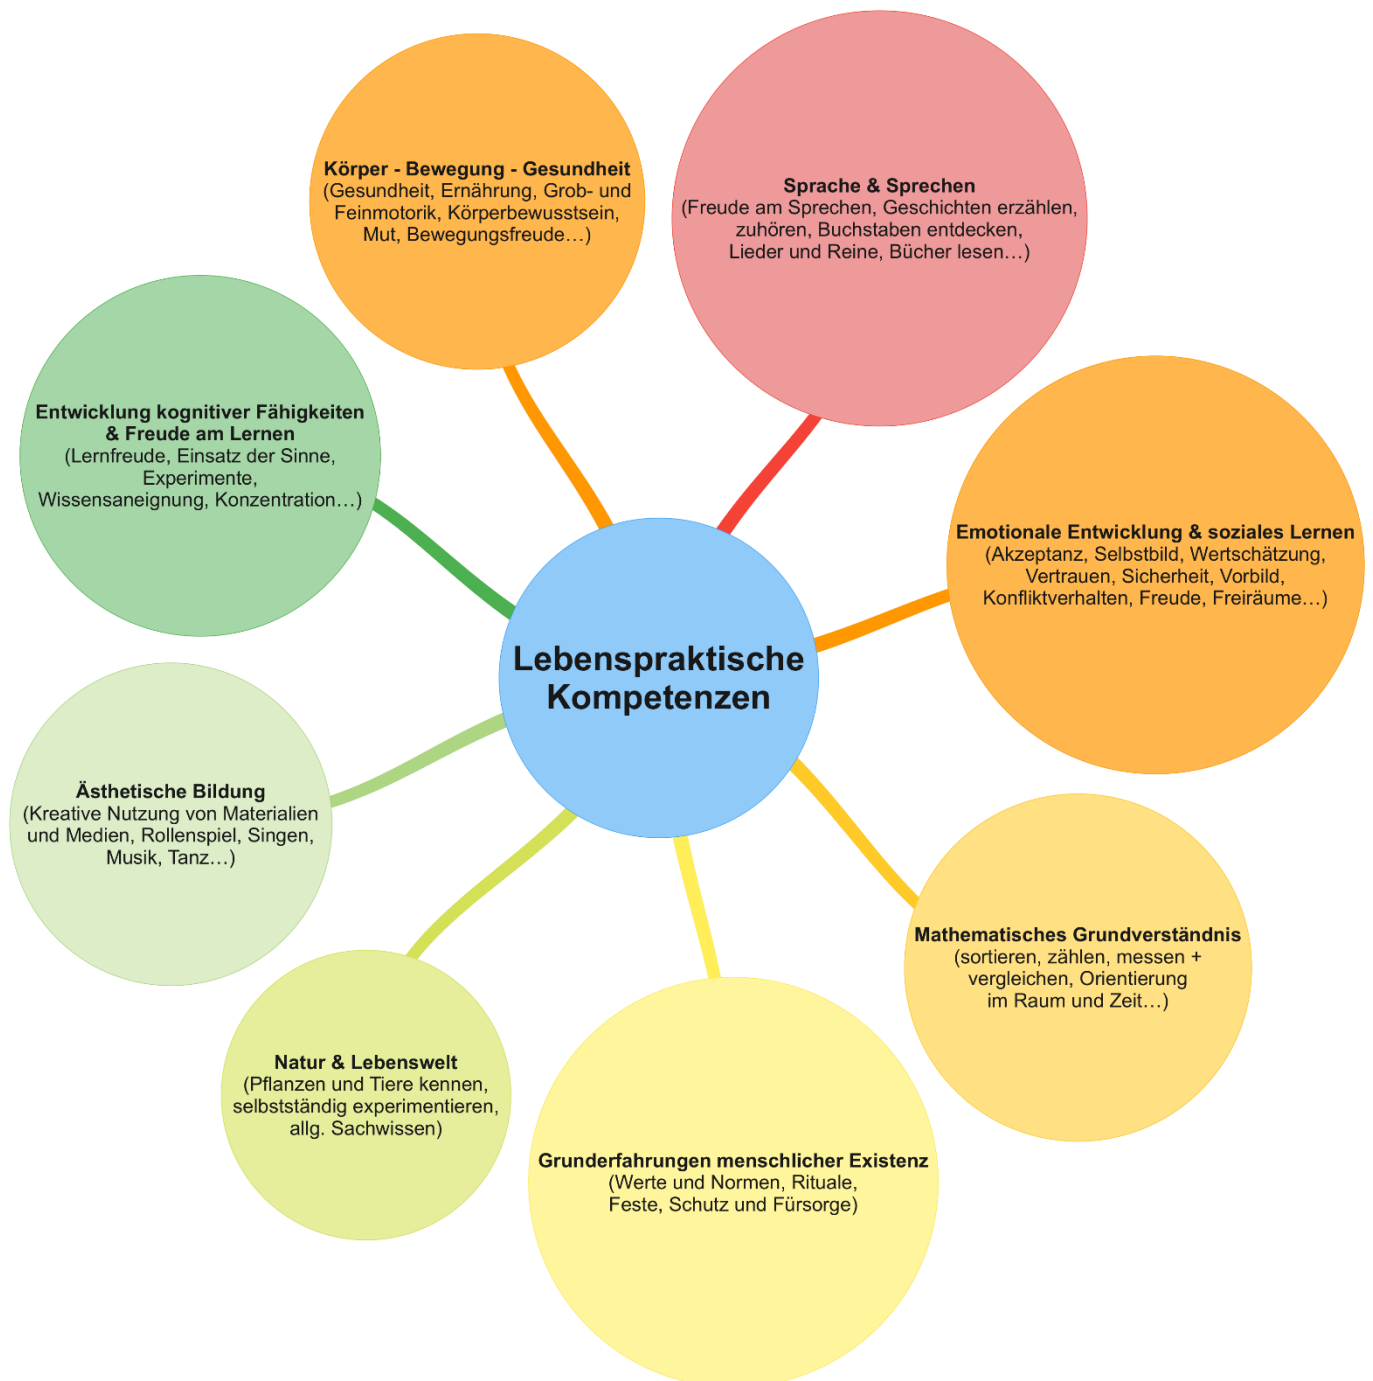 Körper - Bewegung - Gesundheit
(Gesundheit, Ernährung, Grob- und
Feinmotorik, Körperbewusstsein,
Mut, Bewegungsfreude…)
Sprache & Sprechen
(Freude am Sprechen, Geschichten erzählen,
zuhören, Buchstaben entdecken,
Lieder und Reine, Bücher lesen…)
Entwicklung kognitiver Fähigkeiten
& Freude am Lernen
(Lernfreude, Einsatz der Sinne,
Experimente,
Wissensaneignung, Konzentration…)
Emotionale Entwicklung & soziales Lernen
(Akzeptanz, Selbstbild, Wertschätzung,
Vertrauen, Sicherheit, Vorbild,
Konfliktverhalten, Freude, Freiräume…)
Lebenspraktische
Kompetenzen
Ästhetische Bildung
(Kreative Nutzung von Materialien
und Medien, Rollenspiel, Singen,
Musik, Tanz…)
Mathematisches Grundverständnis
(sortieren, zählen, messen +
vergleichen, Orientierung
im Raum und Zeit…)
Natur & Lebenswelt
(Pflanzen und Tiere kennen,
selbstständig experimentieren,
allg. Sachwissen)
Grunderfahrungen menschlicher Existenz
(Werte und Normen, Rituale,
Feste, Schutz und Fürsorge)